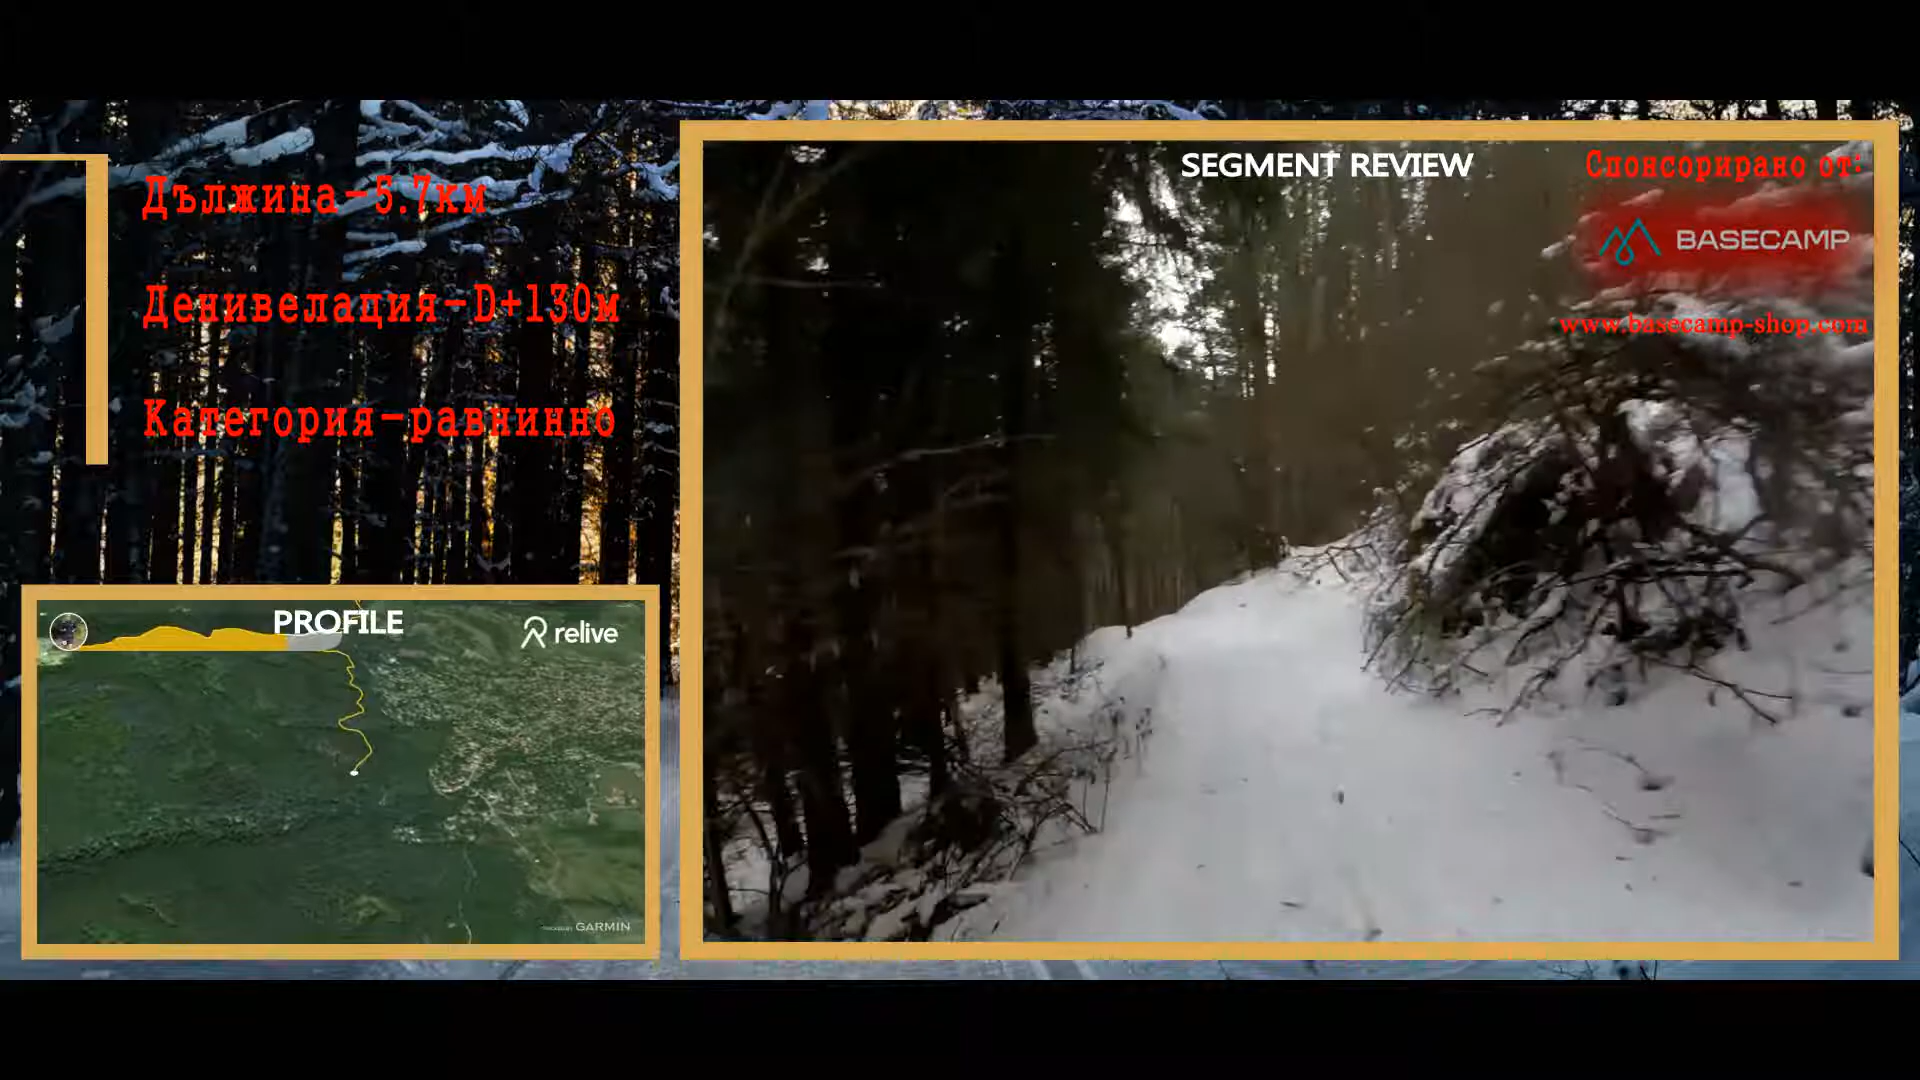 Дължина-5.7км
Денивелация-D+130м
Категория-равнинно
SEGMENT REVIEW
Спонсорирано от:
BASECAMP
www.basecamp-shop.com
PROFILE
relive
GARMIN